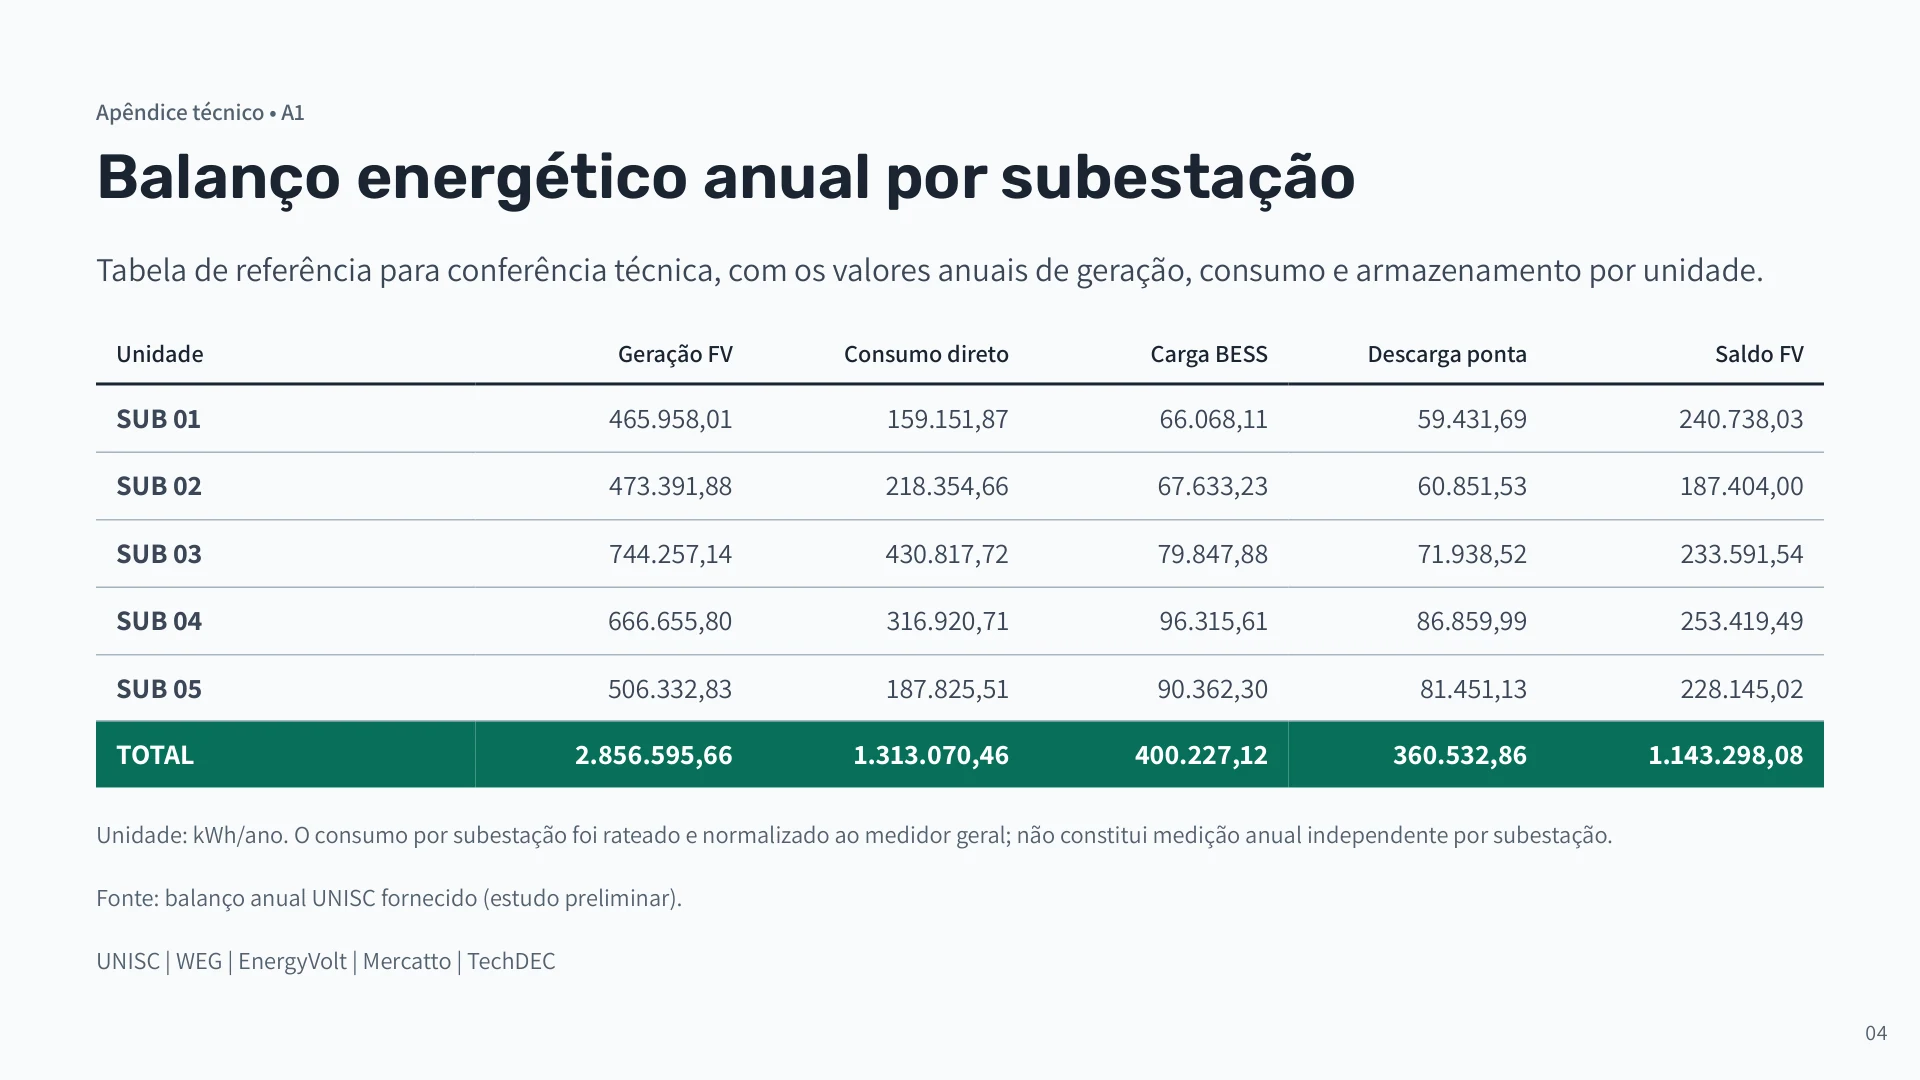 Apêndice técnico • A1
Balanço energético anual por subestação
Tabela de referência para conferência técnica, com os valores anuais de geração, consumo e armazenamento por unidade.
Unidade Geração FV Consumo direto Carga BESS Descarga ponta Saldo FV
SUB 01 465.958,01 159.151,87 66.068,11 59.431,69 240.738,03
SUB 02 473.391,88 218.354,66 67.633,23 60.851,53 187.404,00
SUB 03 744.257,14 430.817,72 79.847,88 71.938,52 233.591,54
SUB 04 666.655,80 316.920,71 96.315,61 86.859,99 253.419,49
SUB 05 506.332,83 187.825,51 90.362,30 81.451,13 228.145,02
TOTAL 2.856.595,66 1.313.070,46 400.227,12 360.532,86 1.143.298,08
Unidade: kWh/ano. O consumo por subestação foi rateado e normalizado ao medidor geral; não constitui medição anual independente por subestação.
Fonte: balanço anual UNISC fornecido (estudo preliminar).
UNISC | WEG | EnergyVolt | Mercatto | TechDEC
04